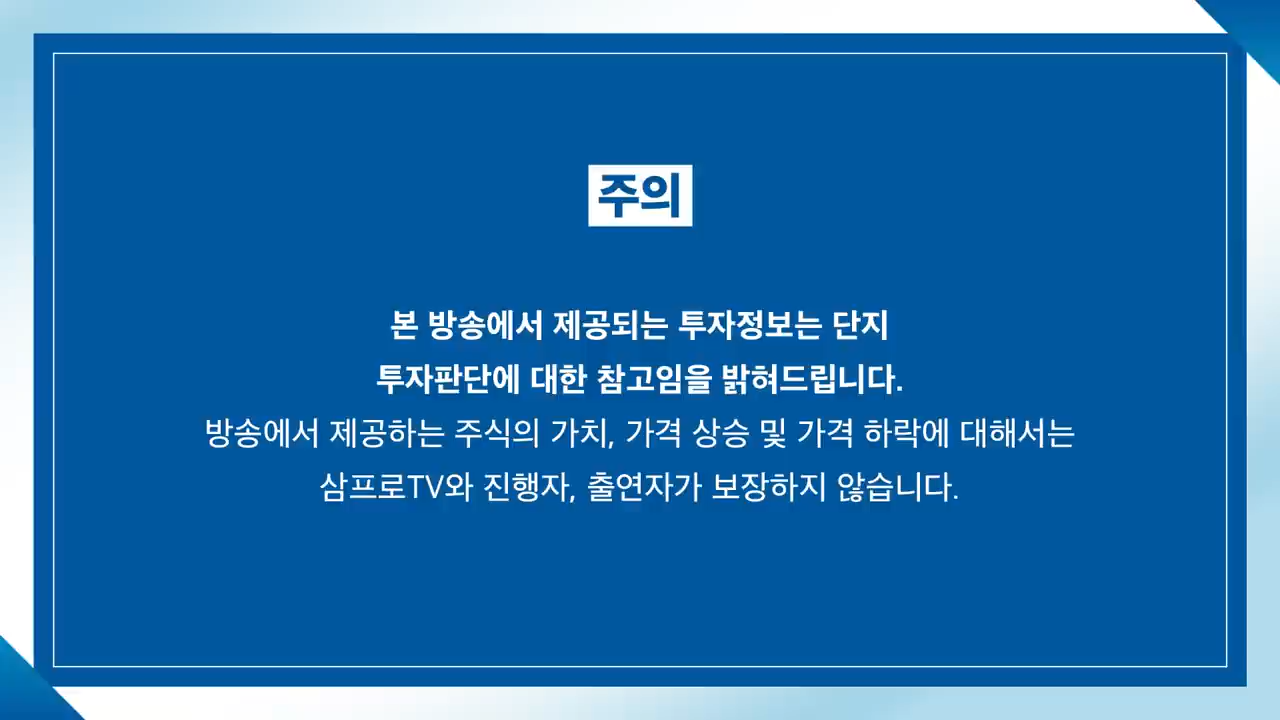 주의
본 방송에서 제공되는 투자정보는 단지
투자판단에 대한 참고임을 밝혀드립니다.
방송에서 제공하는 주식의 가치, 가격 상승 및 가격 하락에 대해서는
삼프로TV와 진행자, 출연자가 보장하지 않습니다.